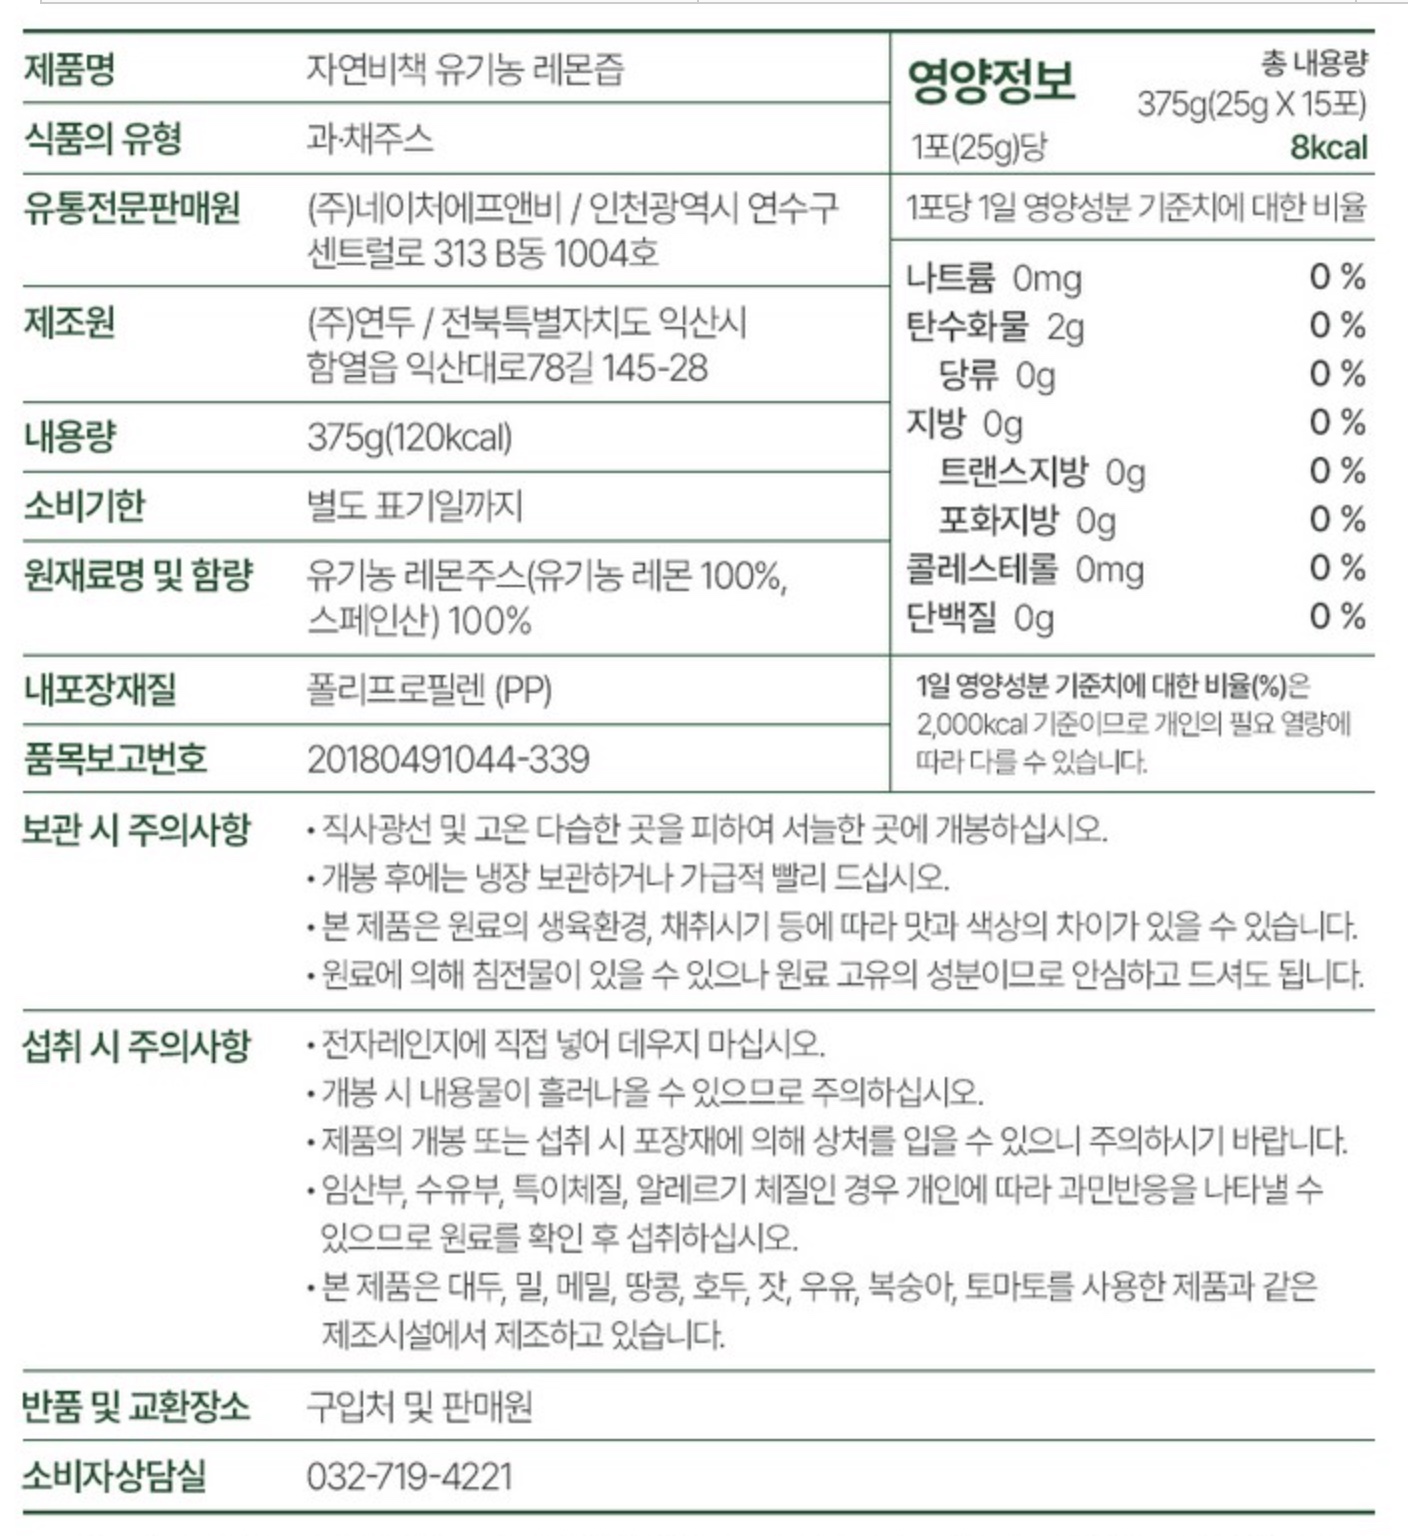 제품명 자연비책 유기농 레몬즙
식품의 유형 과·채주스
유통전문판매원 (주)네이처에프앤비 / 인천광역시 연수구
센트럴로 313 B동 1004호
제조원 (주)연두 / 전북특별자치도 익산시
함열읍 익산대로78길 145-28
내용량 375g(120kcal)
소비기한 별도 표기일까지
원재료명 및 함량 유기농 레몬주스(유기농 레몬 100%,
스페인산) 100%
내포장재질 폴리프로필렌 (PP)
품목보고번호 20180491044-339
영양정보 총 내용량
375g(25g X 15포)
1포(25g)당 8kcal
1포당 1일 영양성분 기준치에 대한 비율
나트륨 0mg 0 %
탄수화물 2g 0 %
당류 0g 0 %
지방 0g 0 %
트랜스지방 0g 0 %
포화지방 0g 0 %
콜레스테롤 0mg 0 %
단백질 0g 0 %
1일 영양성분 기준치에 대한 비율(%)은
2,000kcal 기준이므로 개인의 필요 열량에
따라 다를 수 있습니다.
보관 시 주의사항 • 직사광선 및 고온 다습한 곳을 피하여 서늘한 곳에 개봉하십시오.
• 개봉 후에는 냉장 보관하거나 가급적 빨리 드십시오.
• 본 제품은 원료의 생육환경, 채취시기 등에 따라 맛과 색상의 차이가 있을 수 있습니다.
• 원료에 의해 침전물이 있을 수 있으나 원료 고유의 성분이므로 안심하고 드셔도 됩니다.
섭취 시 주의사항 • 전자레인지에 직접 넣어 데우지 마십시오.
• 개봉 시 내용물이 흘러나올 수 있으므로 주의하십시오.
• 제품의 개봉 또는 섭취 시 포장재에 의해 상처를 입을 수 있으니 주의하시기 바랍니다.
• 임산부, 수유부, 특이체질, 알레르기 체질인 경우 개인에 따라 과민반응을 나타낼 수
있으므로 원료를 확인 후 섭취하십시오.
• 본 제품은 대두, 밀, 메밀, 땅콩, 호두, 잣, 우유, 복숭아, 토마토를 사용한 제품과 같은
제조시설에서 제조하고 있습니다.
반품 및 교환장소 구입처 및 판매원
소비자상담실 032-719-4221